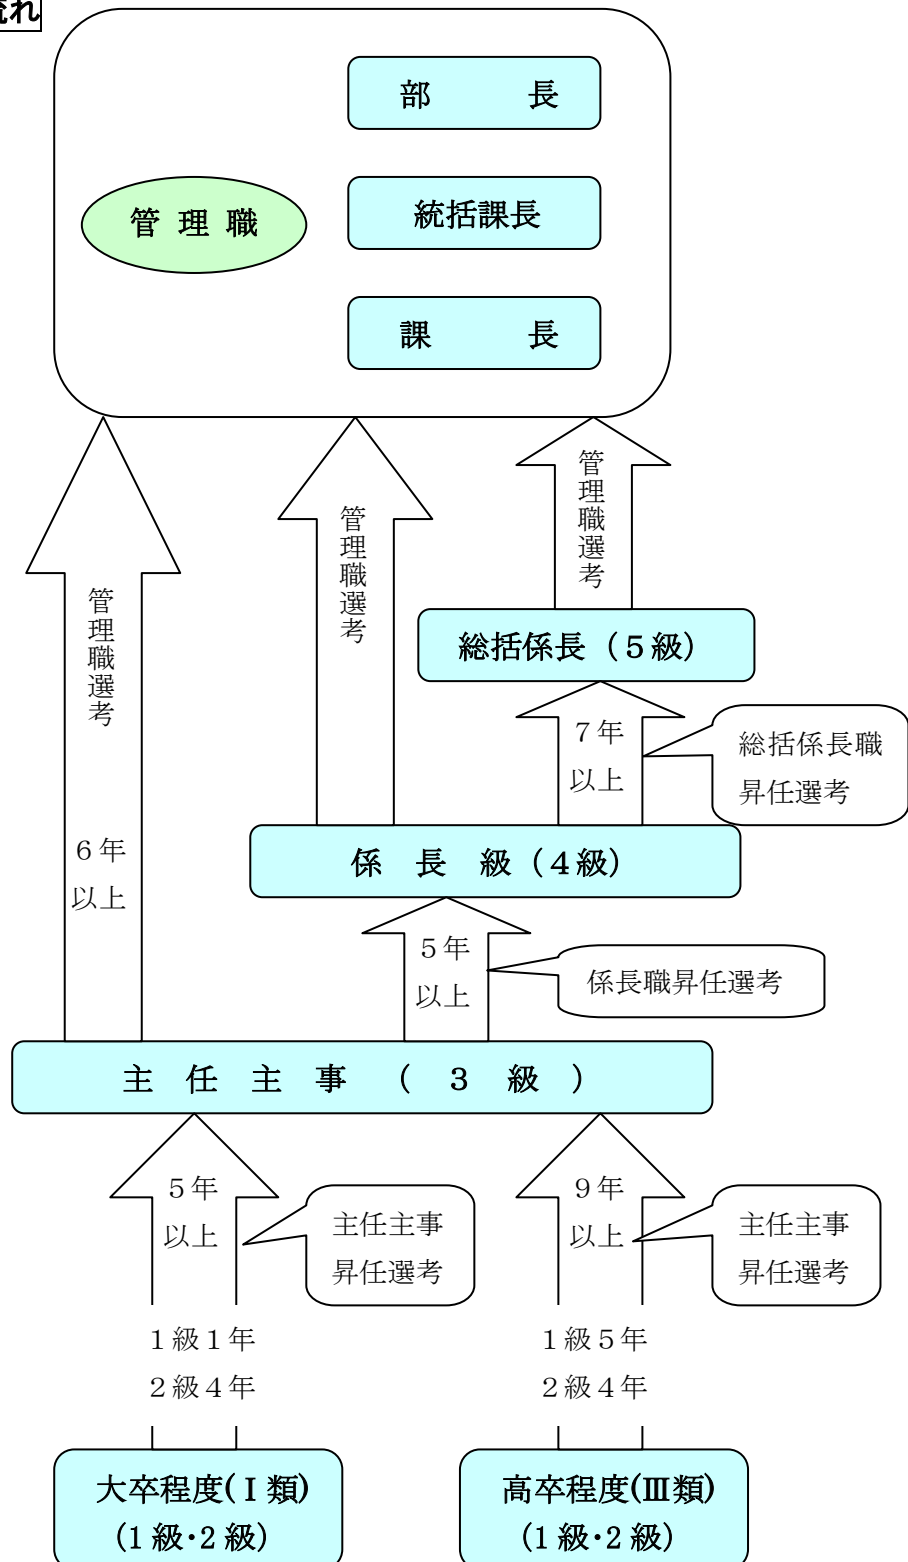 流れ
部　　　長
管 理 職
統括課長
課　　　長
管理職選考
管理職選考
管理職選考
総括係長（５級）
７年
以上
総括係長職
昇任選考
６年
以上
係　長　級（４級）
５年
以上
係長職昇任選考
主　任　主　事　（　３　級　）
５年
以上
主任主事
昇任選考
９年
以上
主任主事
昇任選考
１級１年
２級４年
１級５年
２級４年
大卒程度(Ⅰ類)
(１級･２級)
高卒程度(Ⅲ類)
(１級･２級)